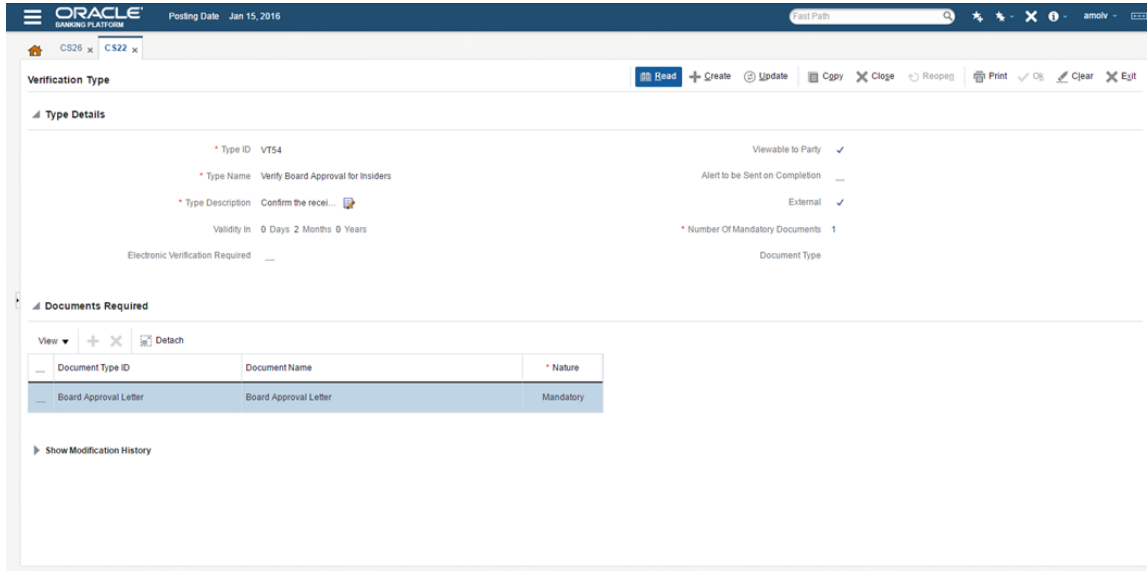 ORACLE Posting Date Jan 15, 2016 Fast Path amolv
BANKING PLATFORM
CS26 x CS22 x
Verification Type Read Create Update Copy Close Reopen Print Ok Clear Exit
Type Details
* Type ID VT54 Viewable to Party
* Type Name Verify Board Approval for Insiders Alert to be Sent on Completion
* Type Description Confirm the recei... External
Validity In 0 Days 2 Months 0 Years * Number Of Mandatory Documents 1
Electronic Verification Required Document Type
Documents Required
View Detach
Document Type ID Document Name * Nature
Board Approval Letter Board Approval Letter Mandatory
Show Modification History